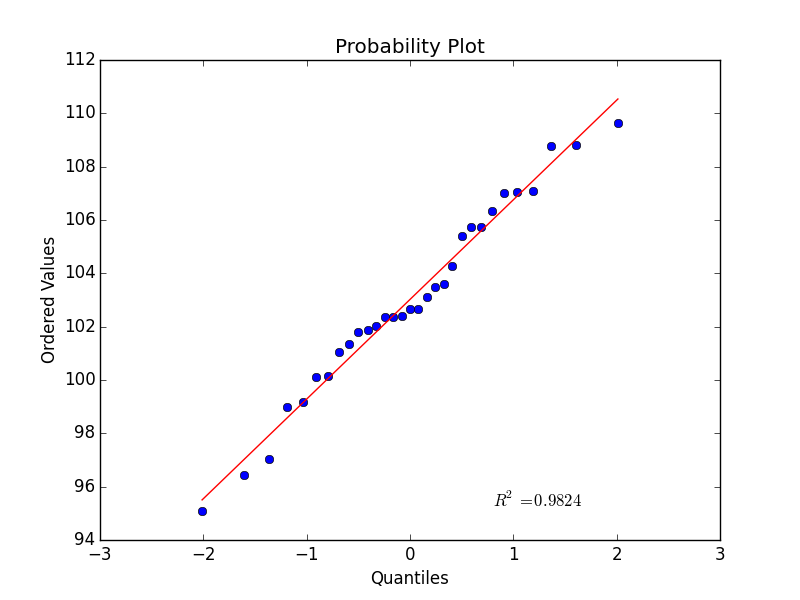 Probability Plot
112
110
108
106
104
102
100
98
96
94
Ordered Values
R² =0.9824
−3 −2 −1 0 1 2 3
Quantiles